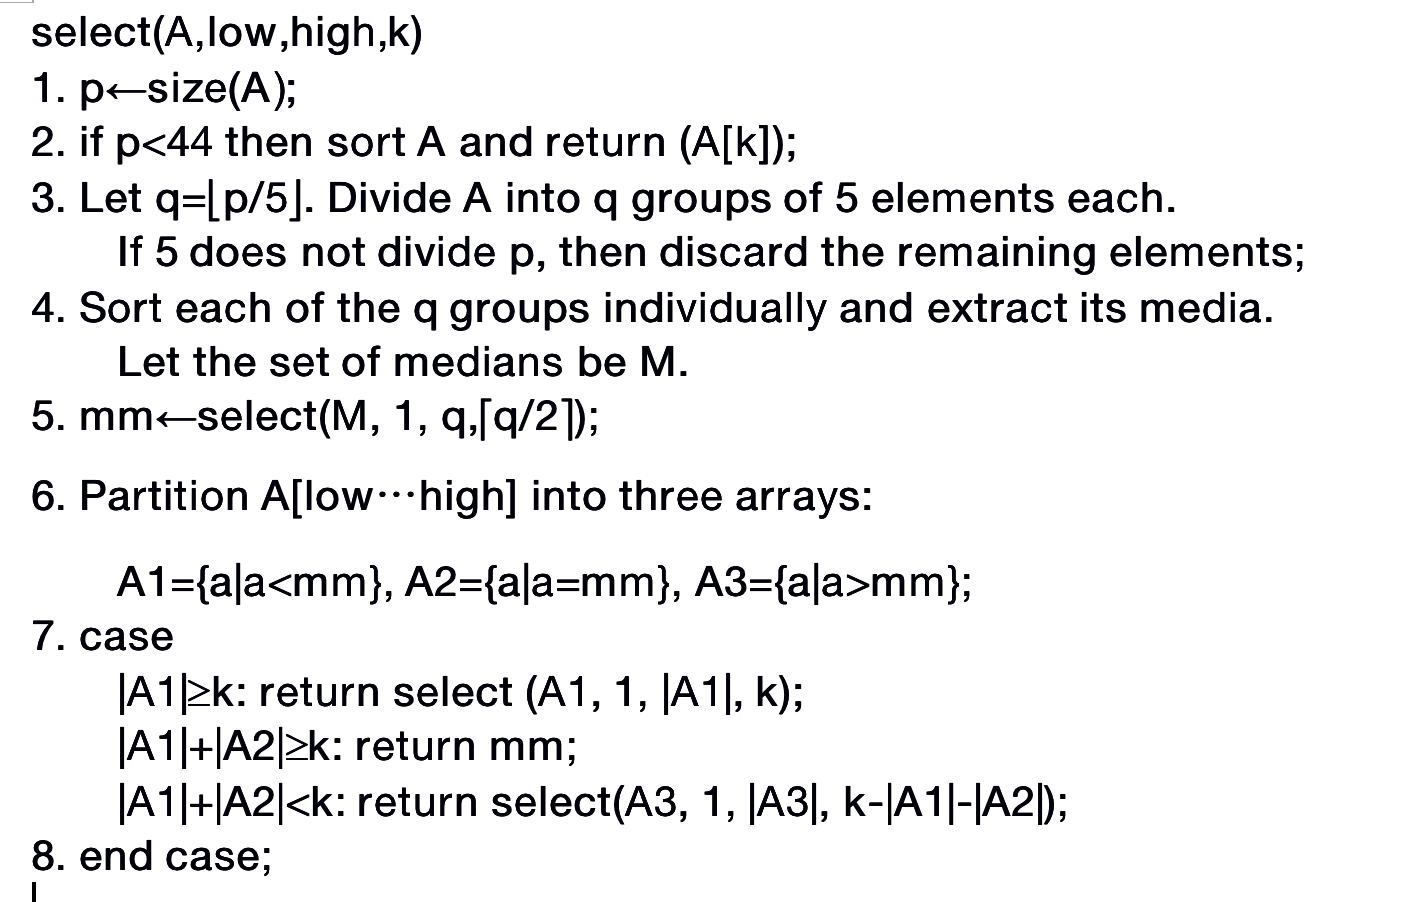 select(A,low,high,k)
1. p←size(A);
2. if p<44 then sort A and return (A[k]);
3. Let q=⌊p/5⌋. Divide A into q groups of 5 elements each.
If 5 does not divide p, then discard the remaining elements;
4. Sort each of the q groups individually and extract its media.
Let the set of medians be M.
5. mm←select(M, 1, q,⌈q/2⌉);
6. Partition A[low⋯high] into three arrays:
A1={a|a<mm}, A2={a|a=mm}, A3={a|a>mm};
7. case
|A1|≥k: return select (A1, 1, |A1|, k);
|A1|+|A2|≥k: return mm;
|A1|+|A2|<k: return select(A3, 1, |A3|, k-|A1|-|A2|);
8. end case;